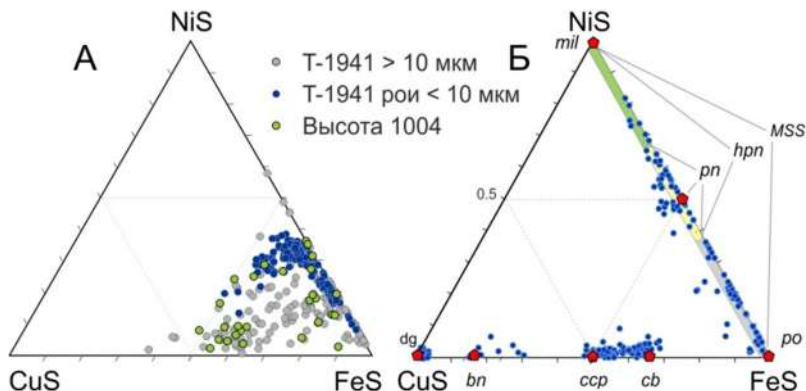 NiS
А
Т-1941 > 10 мкм
Т-1941 рои < 10 мкм
Высота 1004
CuS
FeS
NiS
Б
mil
MSS
hpn
pn
0.5
dg
po
CuS
bn
ccp
cb
FeS